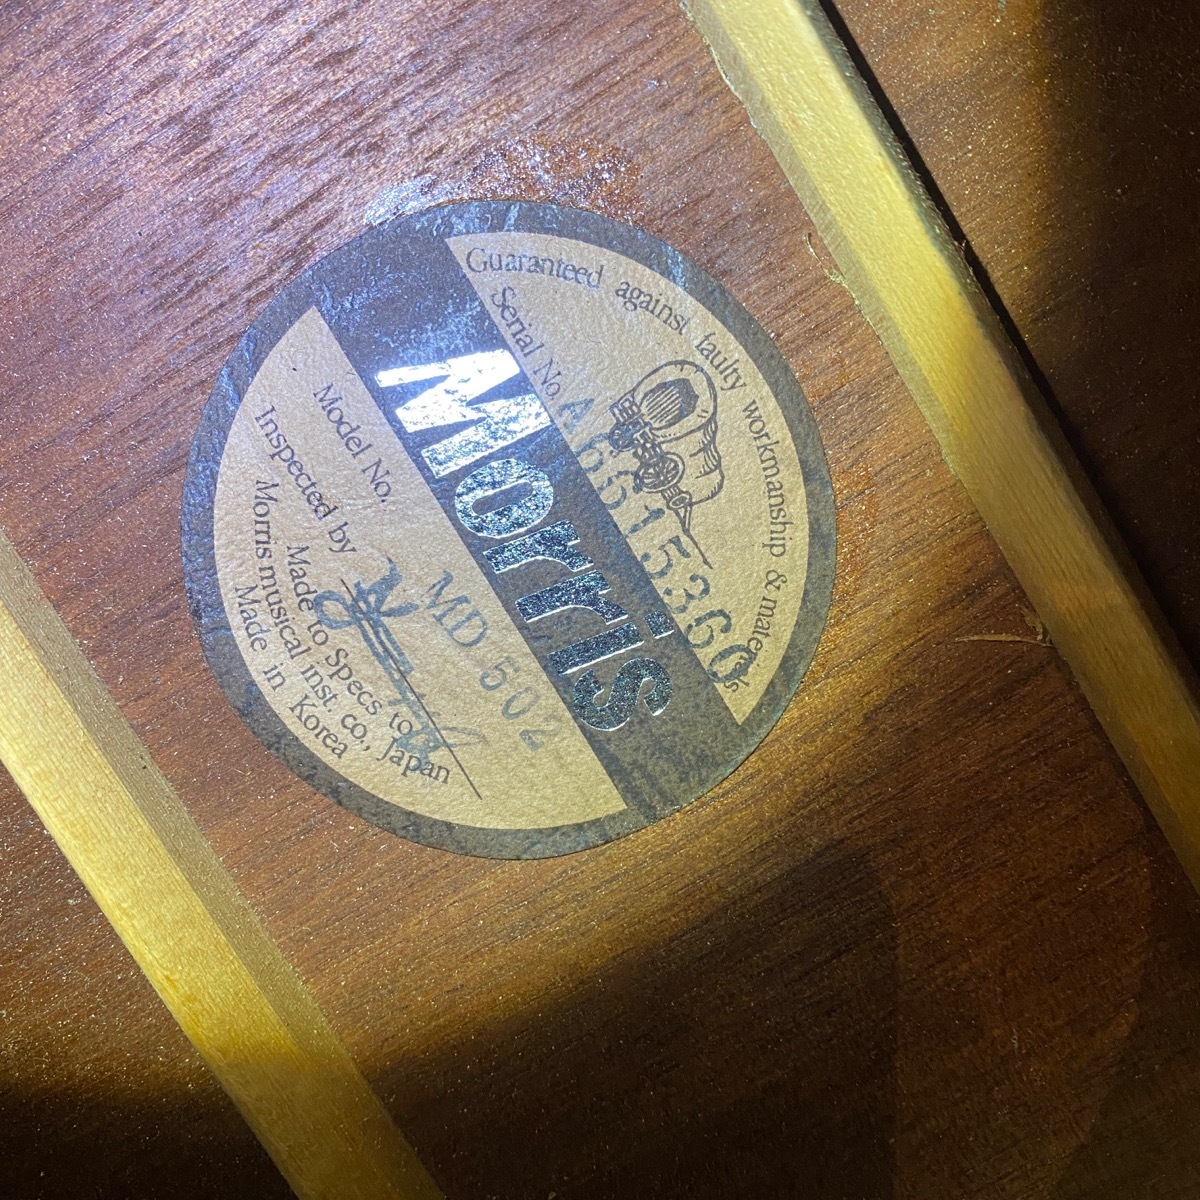 Guaranteed against faulty workmanship & materials
Serial No. A6615360
Morris
Model No. MD 502
Inspected by
Made to Specs to
Morris musical inst co., Japan
Made in Korea